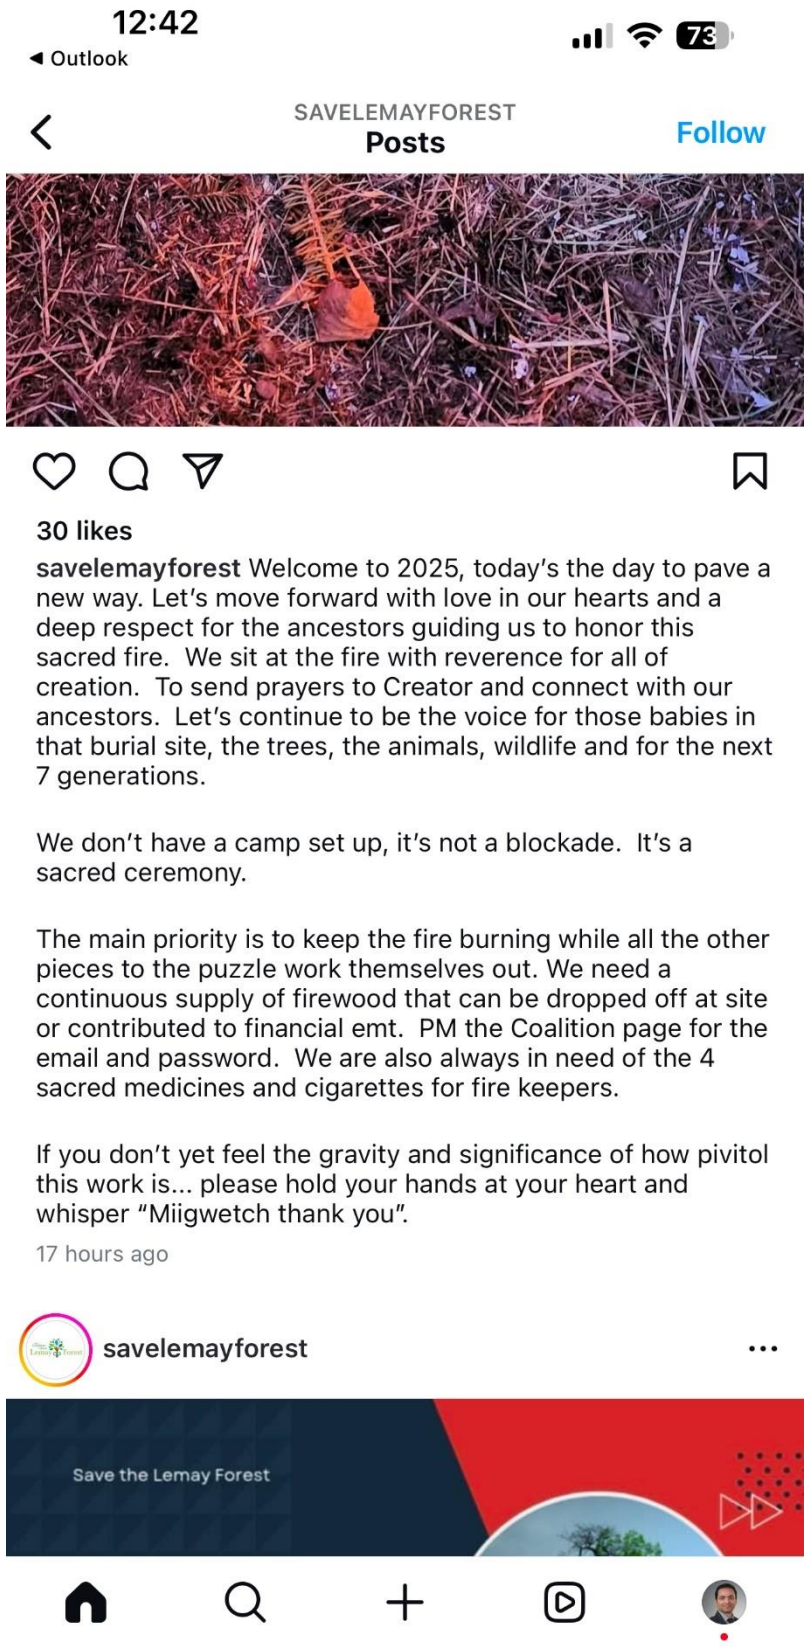 12:42
73
◀ Outlook
SAVELEMAYFOREST
Posts
Follow
30 likes
savelemayforest Welcome to 2025, today's the day to pave a
new way. Let's move forward with love in our hearts and a
deep respect for the ancestors guiding us to honor this
sacred fire.  We sit at the fire with reverence for all of
creation.  To send prayers to Creator and connect with our
ancestors.  Let's continue to be the voice for those babies in
that burial site, the trees, the animals, wildlife and for the next
7 generations.
We don't have a camp set up, it's not a blockade.  It's a
sacred ceremony.
The main priority is to keep the fire burning while all the other
pieces to the puzzle work themselves out. We need a
continuous supply of firewood that can be dropped off at site
or contributed to financial emt.  PM the Coalition page for the
email and password.  We are also always in need of the 4
sacred medicines and cigarettes for fire keepers.
If you don't yet feel the gravity and significance of how pivitol
this work is... please hold your hands at your heart and
whisper "Miigwetch thank you".
17 hours ago
Lemay Forest
savelemayforest
Save the Lemay Forest